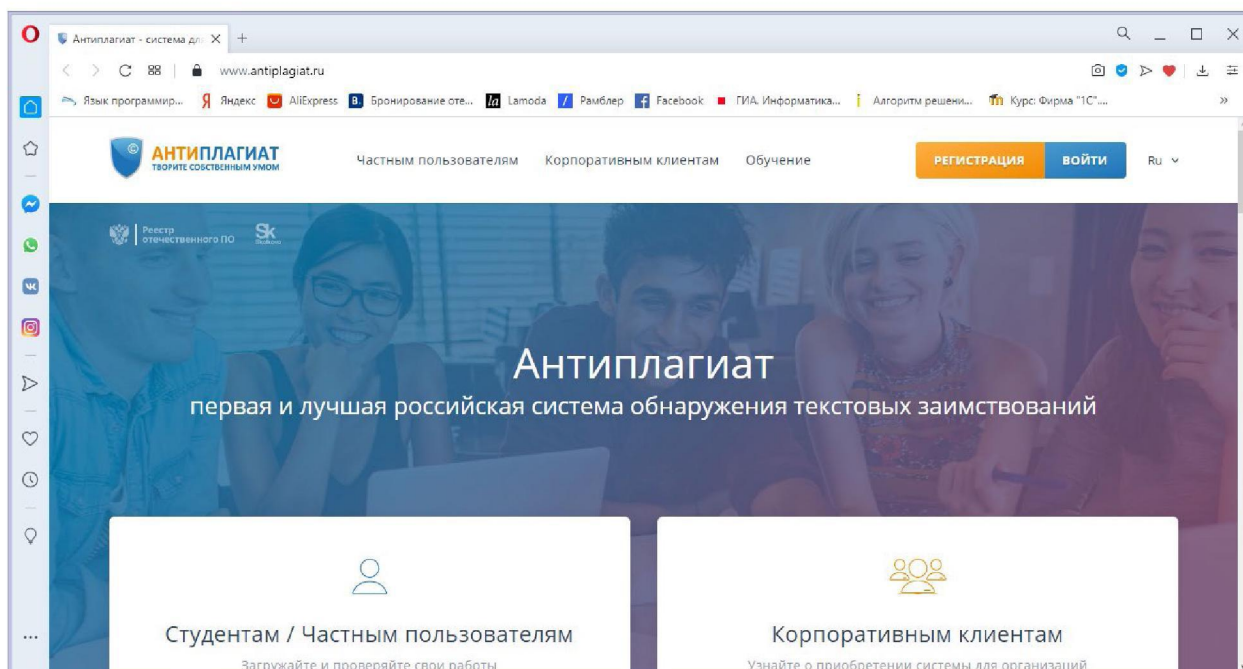 Антиплагиат - система для
www.antiplagiat.ru
Язык программир... Яндекс AliExpress Бронирование оте... la Lamoda Рамблер Facebook ГИА. Информатика... Алгоритм решени... Курс: Фирма "1С"....
АНТИПЛАГИАТ
ТВОРИТЕ СОБСТВЕННЫМ УМОМ
Частным пользователям Корпоративным клиентам Обучение РЕГИСТРАЦИЯ ВОЙТИ Ru
Реестр
отечественного ПО
Sk
Skolkovo
Антиплагиат
первая и лучшая российская система обнаружения текстовых заимствований
Студентам / Частным пользователям
Загружайте и проверяйте свои работы
Корпоративным клиентам
Узнайте о приобретении системы для организаций